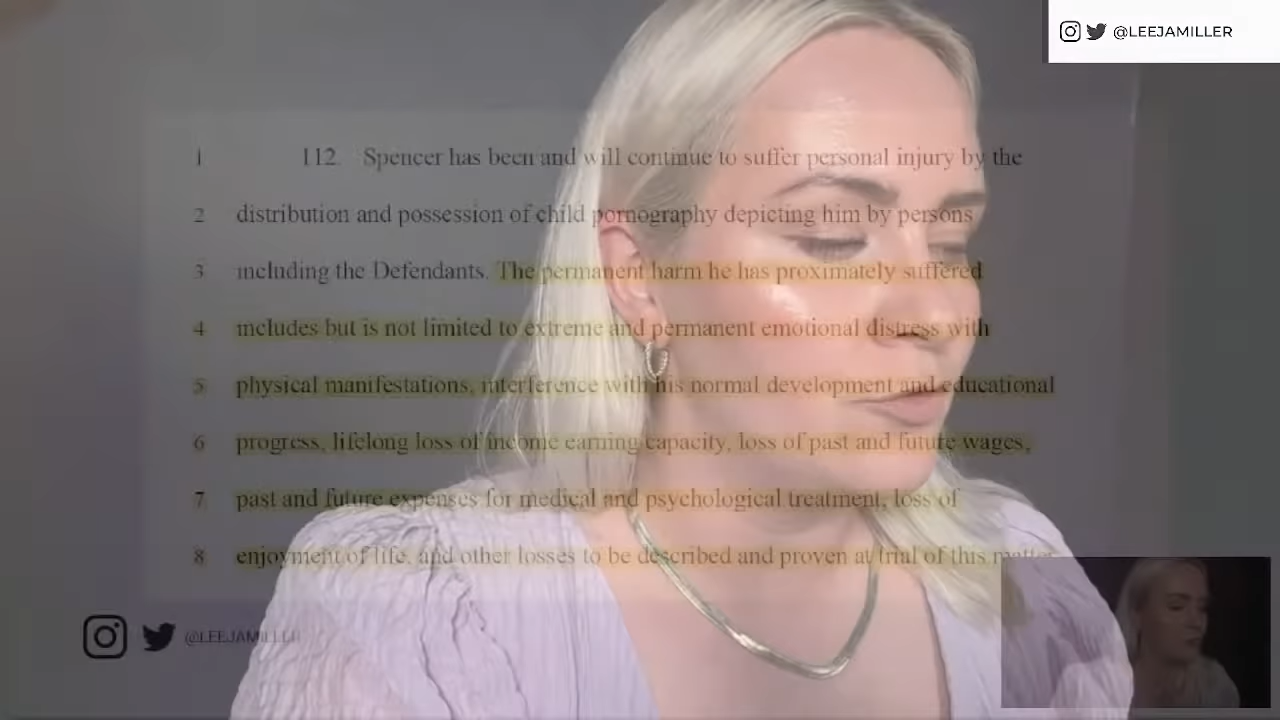 @LEEJAMILLER
1 112. Spencer has been and will continue to suffer personal injury by the
2 distribution and possession of child pornography depicting him by persons
3 including the Defendants. The permanent harm he has proximately suffered
4 includes but is not limited to extreme and permanent emotional distress with
5 physical manifestations, interference with his normal development and educational
6 progress, lifelong loss of income earning capacity, loss of past and future wages,
7 past and future expenses for medical and psychological treatment, loss of
8 enjoyment of life, and other losses to be described and proven at trial of this matter
@LEEJAMILLER